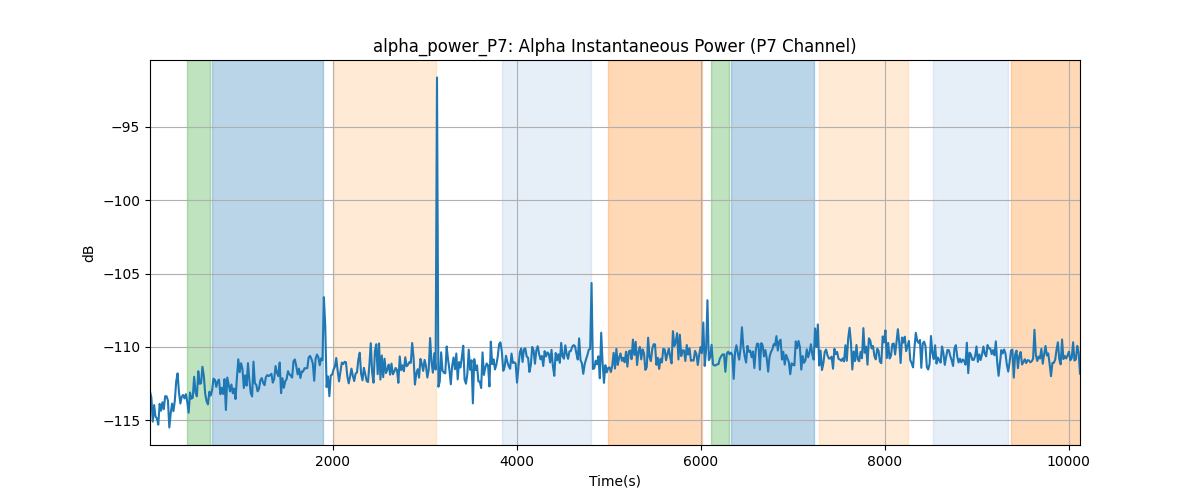 alpha_power_P7: Alpha Instantaneous Power (P7 Channel)
−95
−100
−105
−110
−115
dB
2000 4000 6000 8000 10000
Time(s)